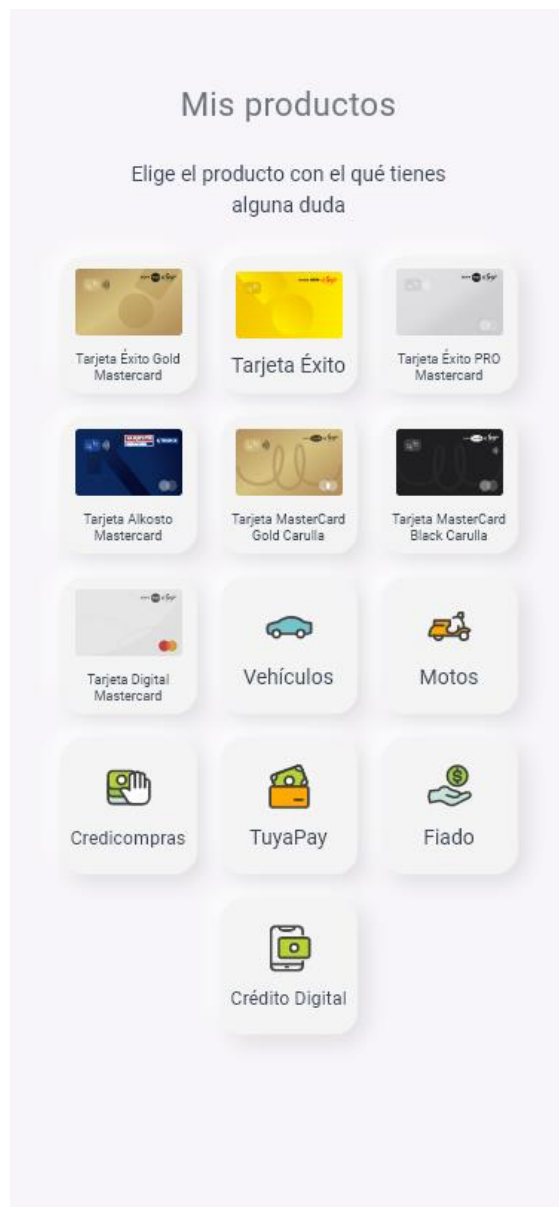 Mis productos
Elige el producto con el qué tienes
alguna duda
Tarjeta Éxito Gold
Mastercard
Tarjeta Éxito
Tarjeta Éxito PRO
Mastercard
Tarjeta Alkosto
Mastercard
Tarjeta MasterCard
Gold Carulla
Tarjeta MasterCard
Black Carulla
Tarjeta Digital
Mastercard
Vehículos
Motos
Credicompras
TuyaPay
Fiado
Crédito Digital